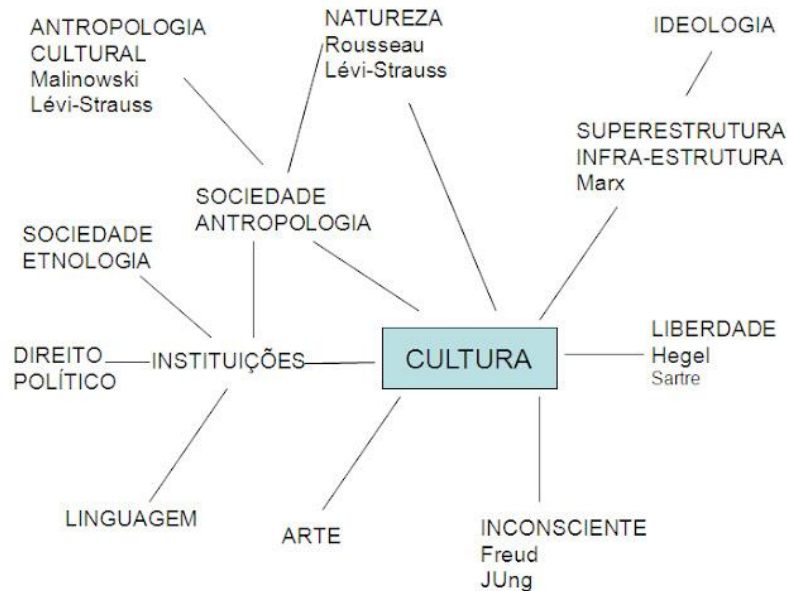 ANTROPOLOGIA
CULTURAL
Malinowski
Lévi-Strauss
NATUREZA
Rousseau
Lévi-Strauss
IDEOLOGIA
SUPERESTRUTURA
INFRA-ESTRUTURA
Marx
SOCIEDADE
ANTROPOLOGIA
SOCIEDADE
ETNOLOGIA
DIREITO
POLÍTICO
INSTITUIÇÕES
CULTURA
LIBERDADE
Hegel
Sartre
LINGUAGEM
ARTE
INCONSCIENTE
Freud
JUng